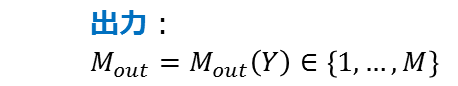 出力：
M_out = M_out(Y) ∈ {1, … , M}